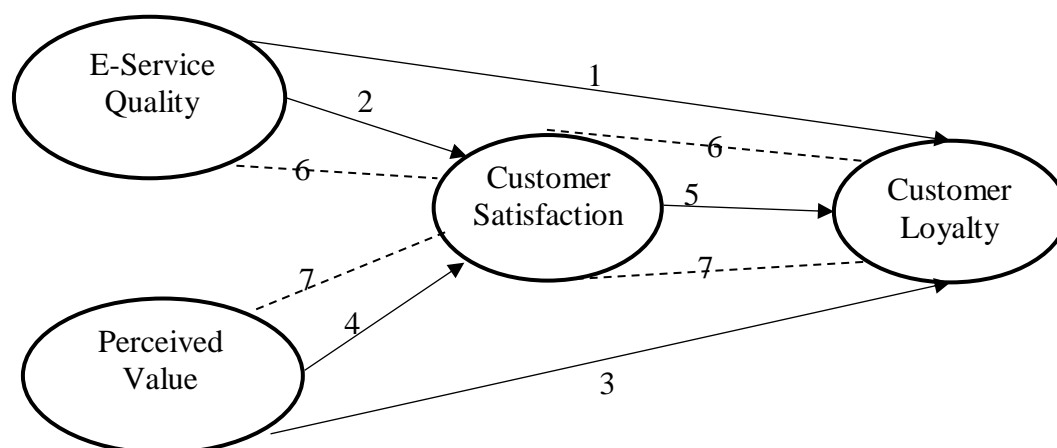 E-Service
Quality
1
2
6
6
Customer
Satisfaction
5
Customer
Loyalty
7
7
4
Perceived
Value
3